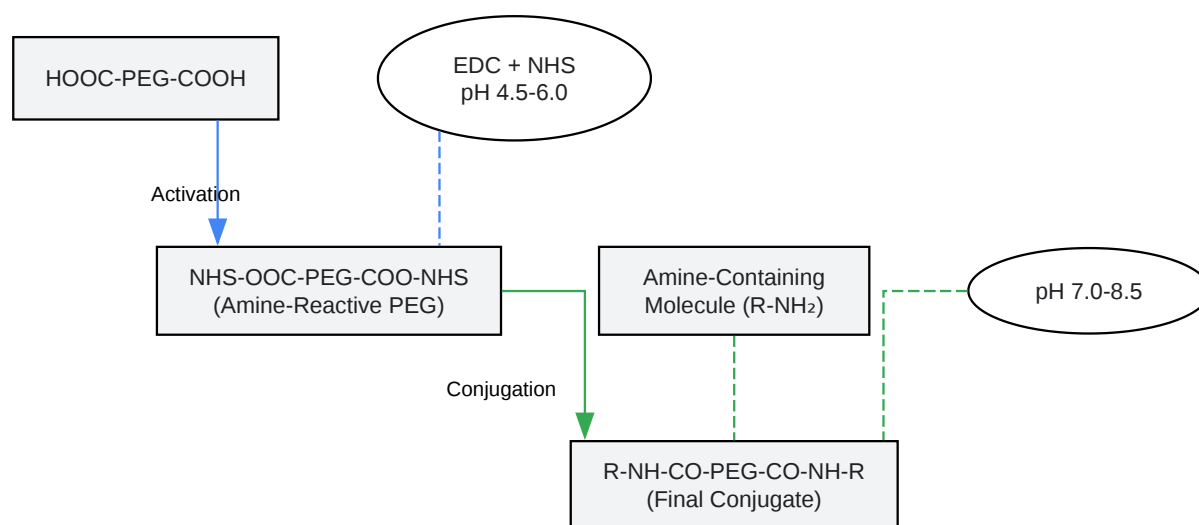 HOOC-PEG-COOH
EDC + NHS
pH 4.5-6.0
Activation
NHS-OOC-PEG-COO-NHS
(Amine-Reactive PEG)
Amine-Containing
Molecule (R-NH₂)
pH 7.0-8.5
Conjugation
R-NH-CO-PEG-CO-NH-R
(Final Conjugate)